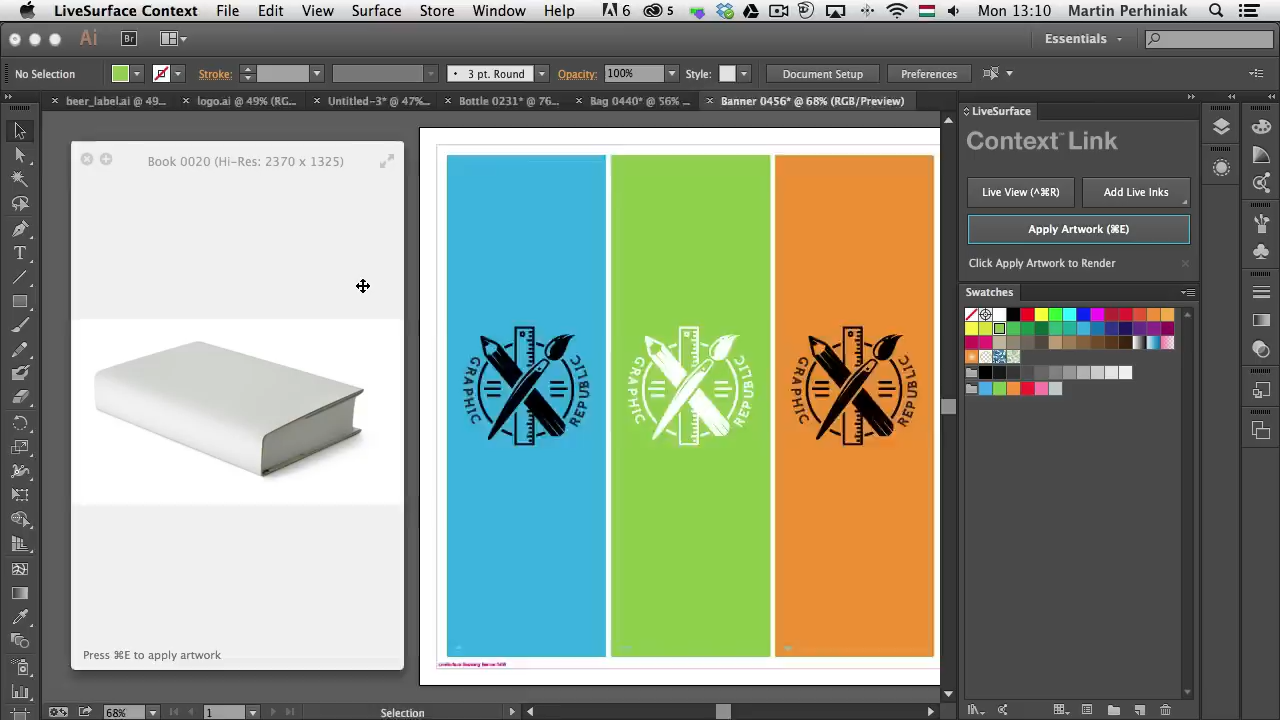 LiveSurface Context File Edit View Surface Store Window Help 6 5 Mon 13:10 Martin Perhiniak
Ai Br Essentials
No Selection Stroke: 3 pt. Round Opacity: 100% Style: Document Setup Preferences
beer_label.ai @ 49... logo.ai @ 49% (RG... Untitled-3* @ 47%... Bottle 0231* @ 76... Bag 0440* @ 56% ... Banner 0456* @ 68% (RGB/Preview)
Book 0020 (Hi-Res: 2370 x 1325)
Press ⌘E to apply artwork
GRAPHIC REPUBLIC
GRAPHIC REPUBLIC
GRAPHIC REPUBLIC
LiveSurface
Context™ Link
Live View (^⌘R) Add Live Inks
Apply Artwork (⌘E)
Click Apply Artwork to Render
Swatches
68% 1 Selection